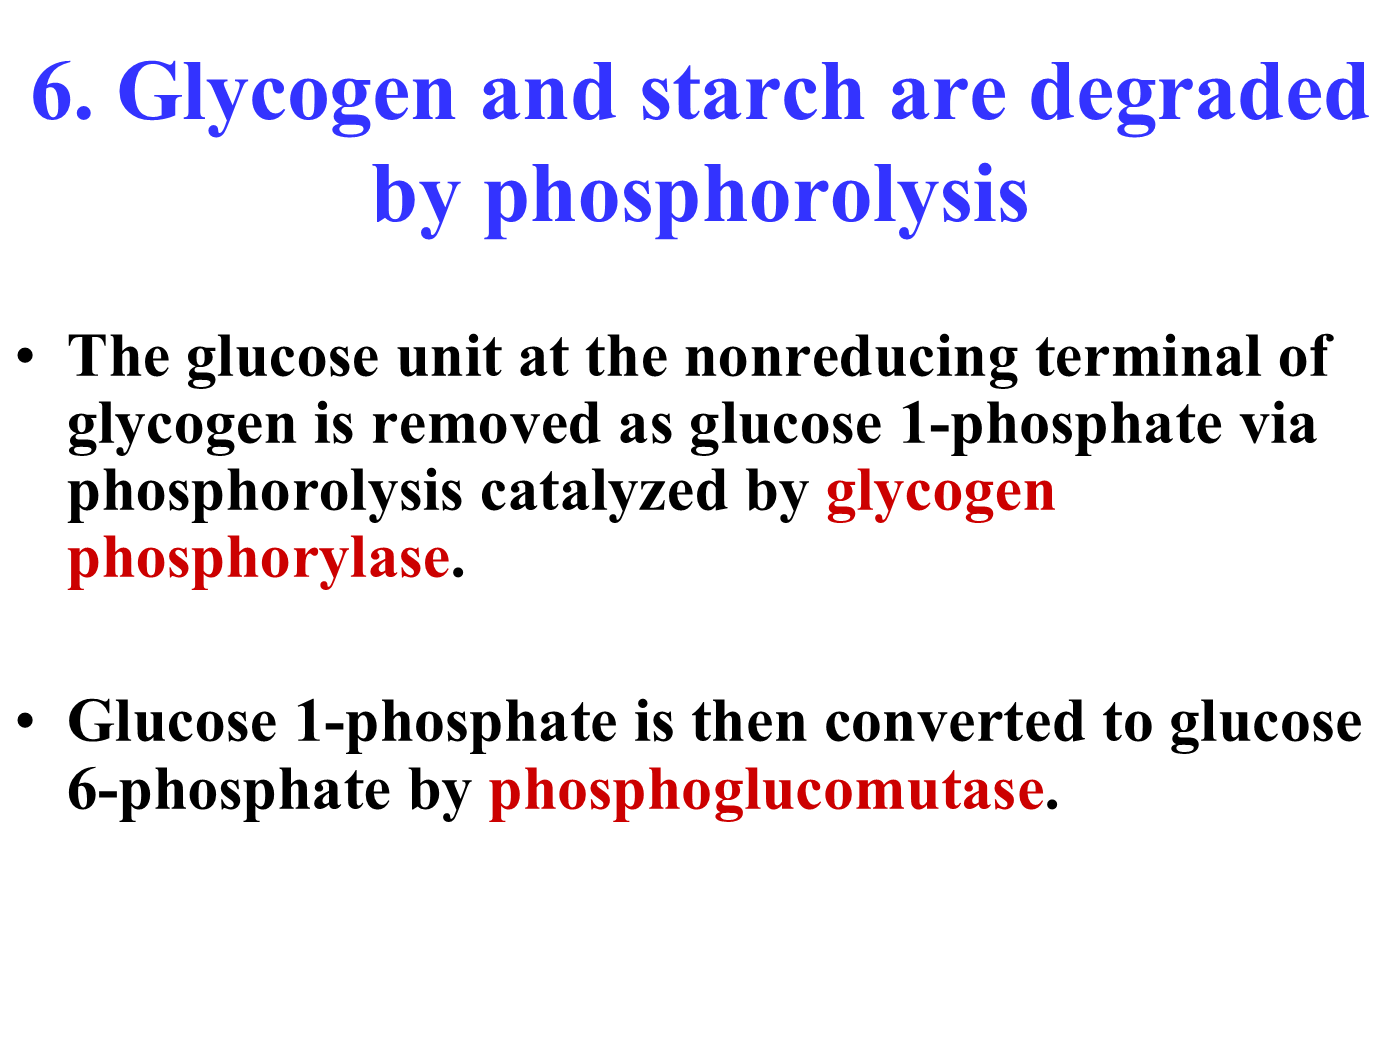 6. Glycogen and starch are degraded
by phosphorolysis
• The glucose unit at the nonreducing terminal of
glycogen is removed as glucose 1-phosphate via
phosphorolysis catalyzed by glycogen
phosphorylase.
• Glucose 1-phosphate is then converted to glucose
6-phosphate by phosphoglucomutase.